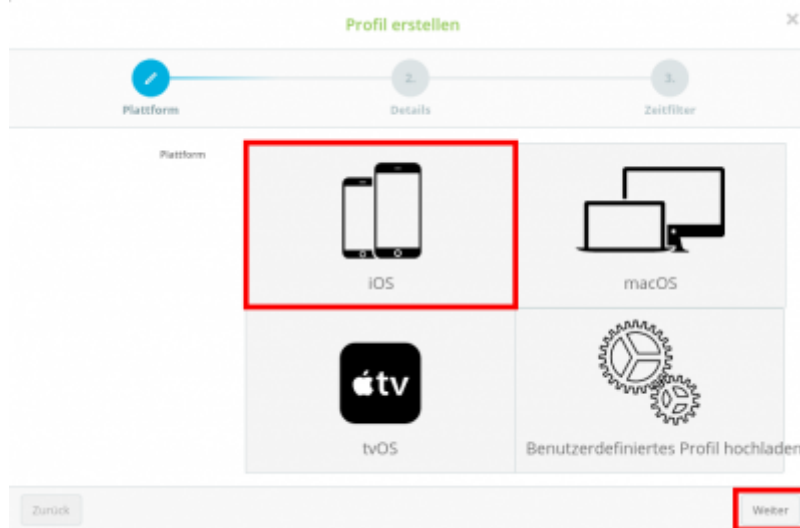 Profil erstellen
×
2.
3.
Plattform
Details
Zeitfilter
Plattform
iOS
macOS
tv
tvOS
Benutzerdefiniertes Profil hochladen
Zurück
Weiter